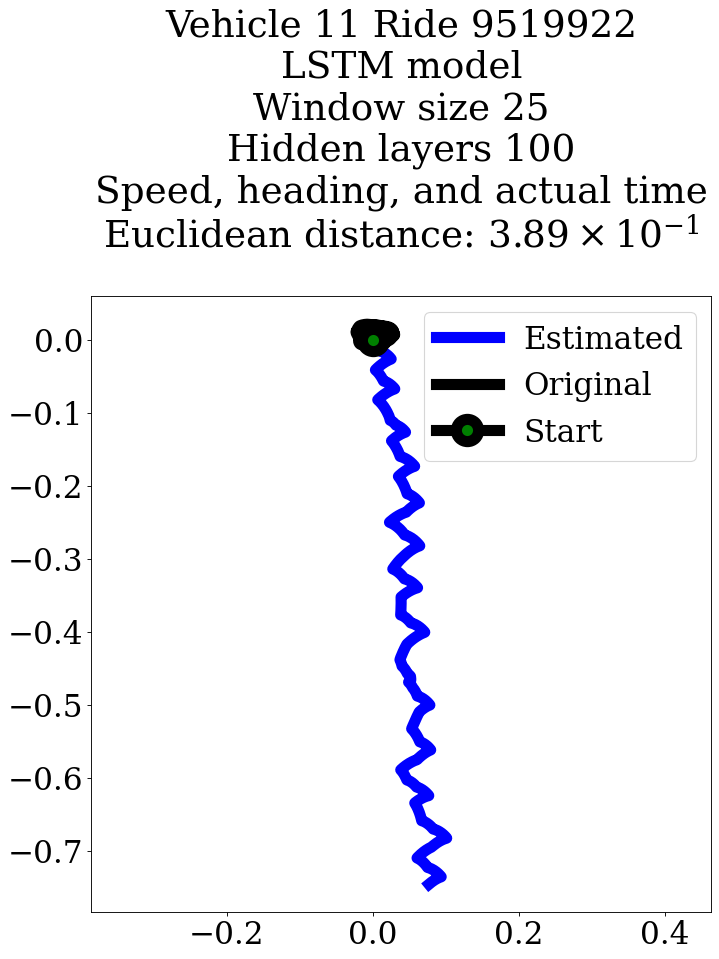 Vehicle 11 Ride 9519922
LSTM model
Window size 25
Hidden layers 100
Speed, heading, and actual time
Euclidean distance: $3.89 \times 10^{-1}$
Estimated
Original
Start
0.0
−0.1
−0.2
−0.3
−0.4
−0.5
−0.6
−0.7
−0.2
0.0
0.2
0.4